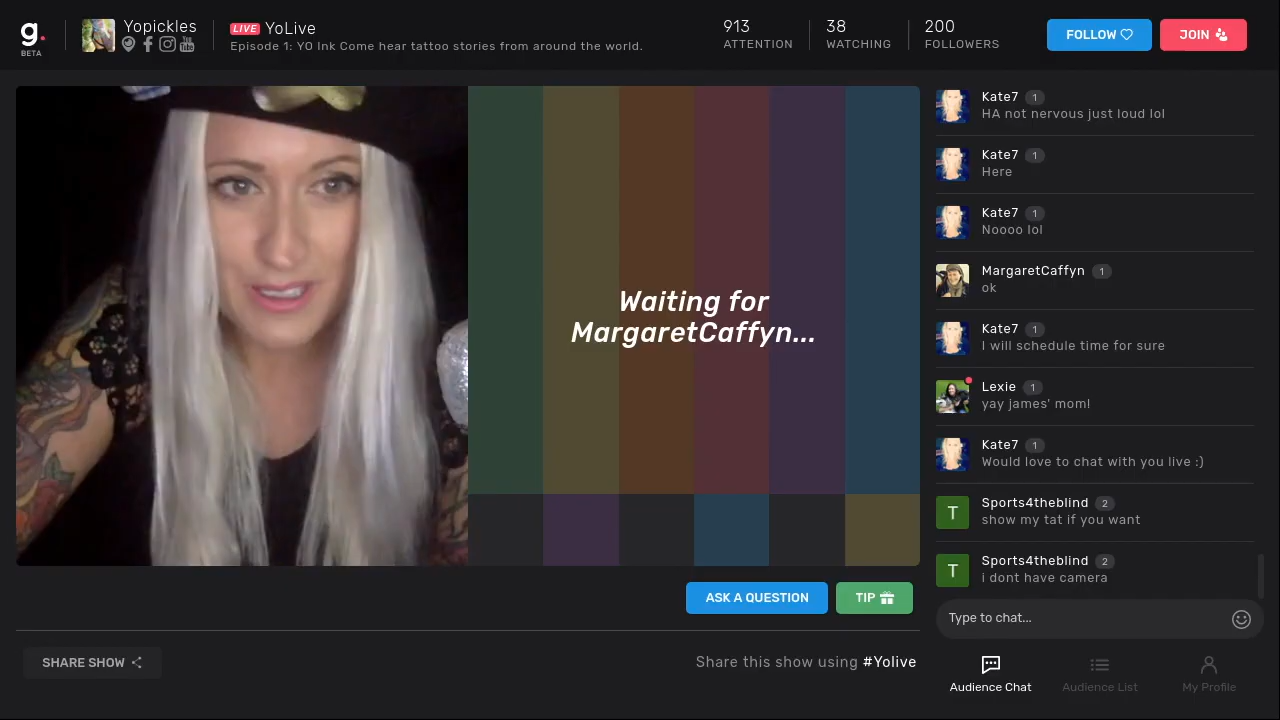 g.
BETA
Yopickles
LIVE YoLive
Episode 1: YO Ink Come hear tattoo stories from around the world.
913
ATTENTION
38
WATCHING
200
FOLLOWERS
FOLLOW
JOIN
Waiting for
MargaretCaffyn...
Kate7 1
HA not nervous just loud lol
Kate7 1
Here
Kate7 1
Noooo lol
MargaretCaffyn 1
ok
Kate7 1
I will schedule time for sure
Lexie 1
yay james' mom!
Kate7 1
Would love to chat with you live :)
T
Sports4theblind 2
show my tat if you want
T
Sports4theblind 2
i dont have camera
ASK A QUESTION
TIP
Type to chat...
SHARE SHOW
Share this show using #Yolive
Audience Chat
Audience List
My Profile